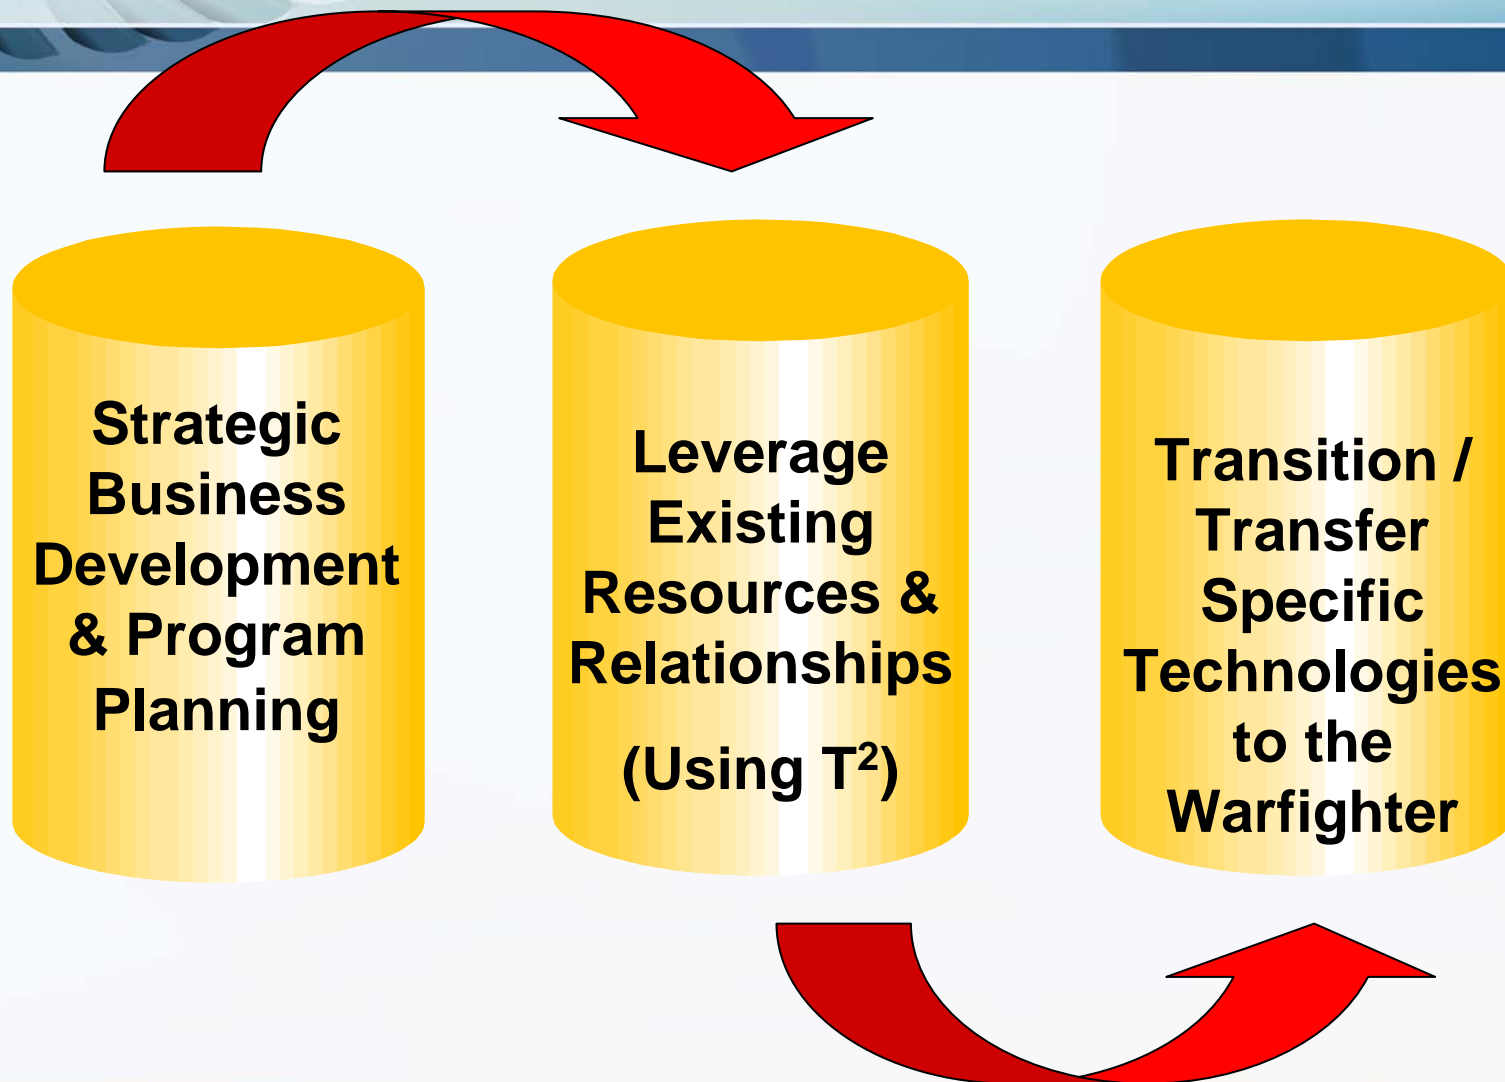 Strategic
Business
Development
& Program
Planning
Leverage
Existing
Resources &
Relationships
(Using T²)
Transition /
Transfer
Specific
Technologies
to the
Warfighter